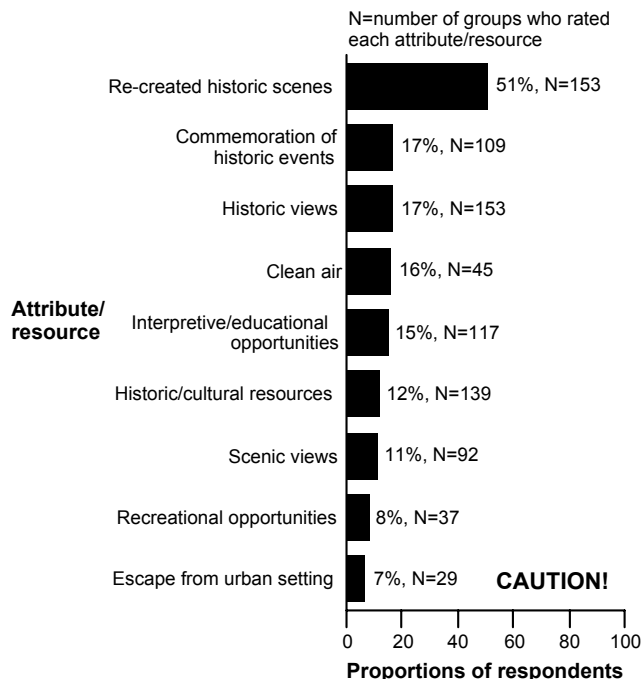 N=number of groups who rated
each attribute/resource
Re-created historic scenes
51%, N=153
Commemoration of
historic events
17%, N=109
Historic views
17%, N=153
Clean air
16%, N=45
Attribute/
resource
Interpretive/educational
opportunities
15%, N=117
Historic/cultural resources
12%, N=139
Scenic views
11%, N=92
Recreational opportunities
8%, N=37
Escape from urban setting
7%, N=29
CAUTION!
0 20 40 60 80 100
Proportions of respondents